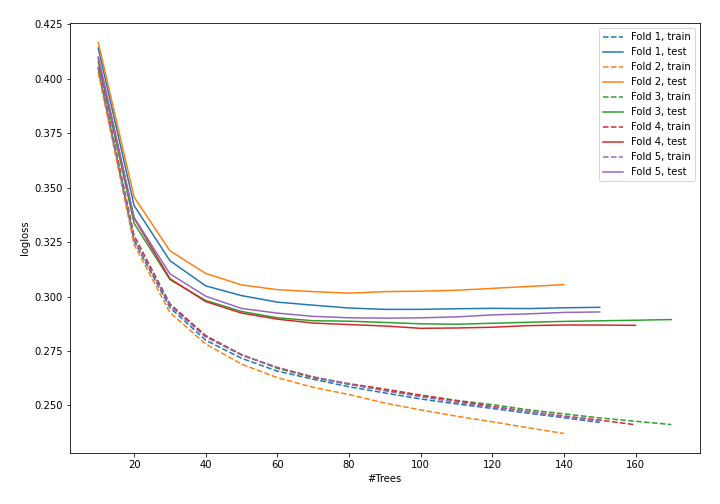 0.425
0.400
0.375
0.350
0.325
0.300
0.275
0.250
logloss
20
40
60
80
100
120
140
160
#Trees
Fold 1, train
Fold 1, test
Fold 2, train
Fold 2, test
Fold 3, train
Fold 3, test
Fold 4, train
Fold 4, test
Fold 5, train
Fold 5, test